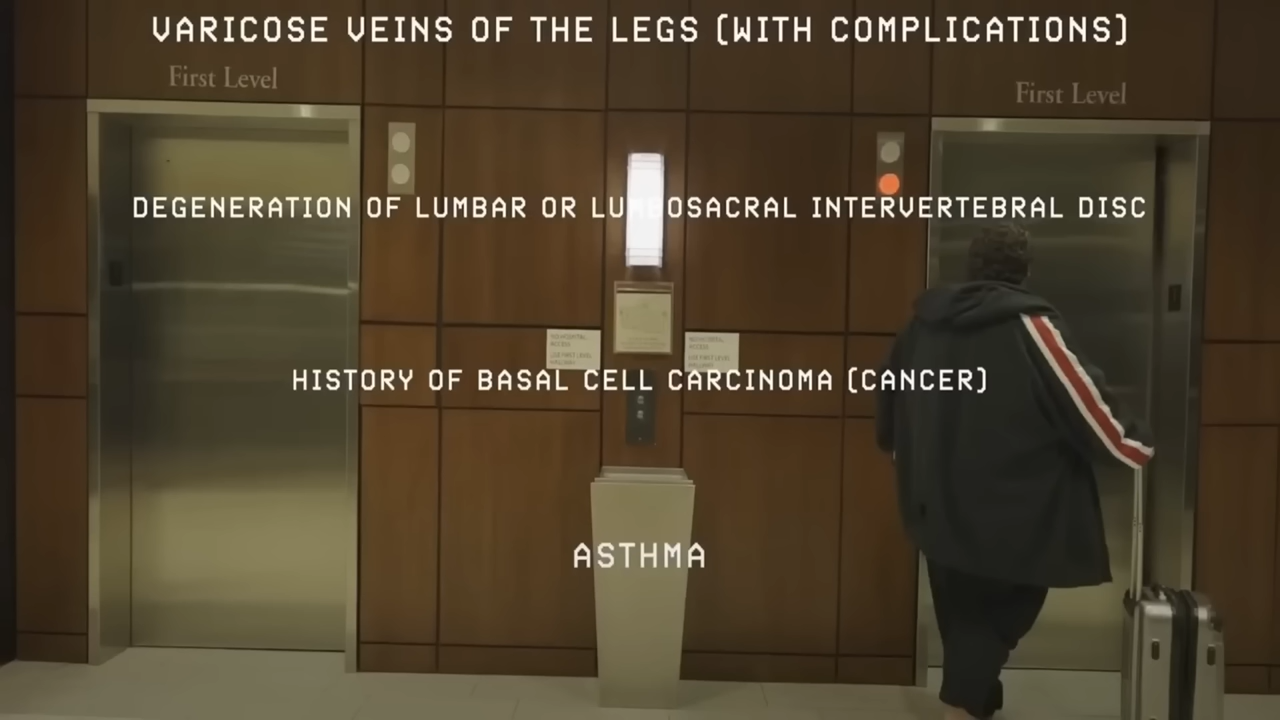 VARICOSE VEINS OF THE LEGS (WITH COMPLICATIONS)
First Level
First Level
DEGENERATION OF LUMBAR OR LUMBOSACRAL INTERVERTEBRAL DISC
HISTORY OF BASAL CELL CARCINOMA (CANCER)
ASTHMA